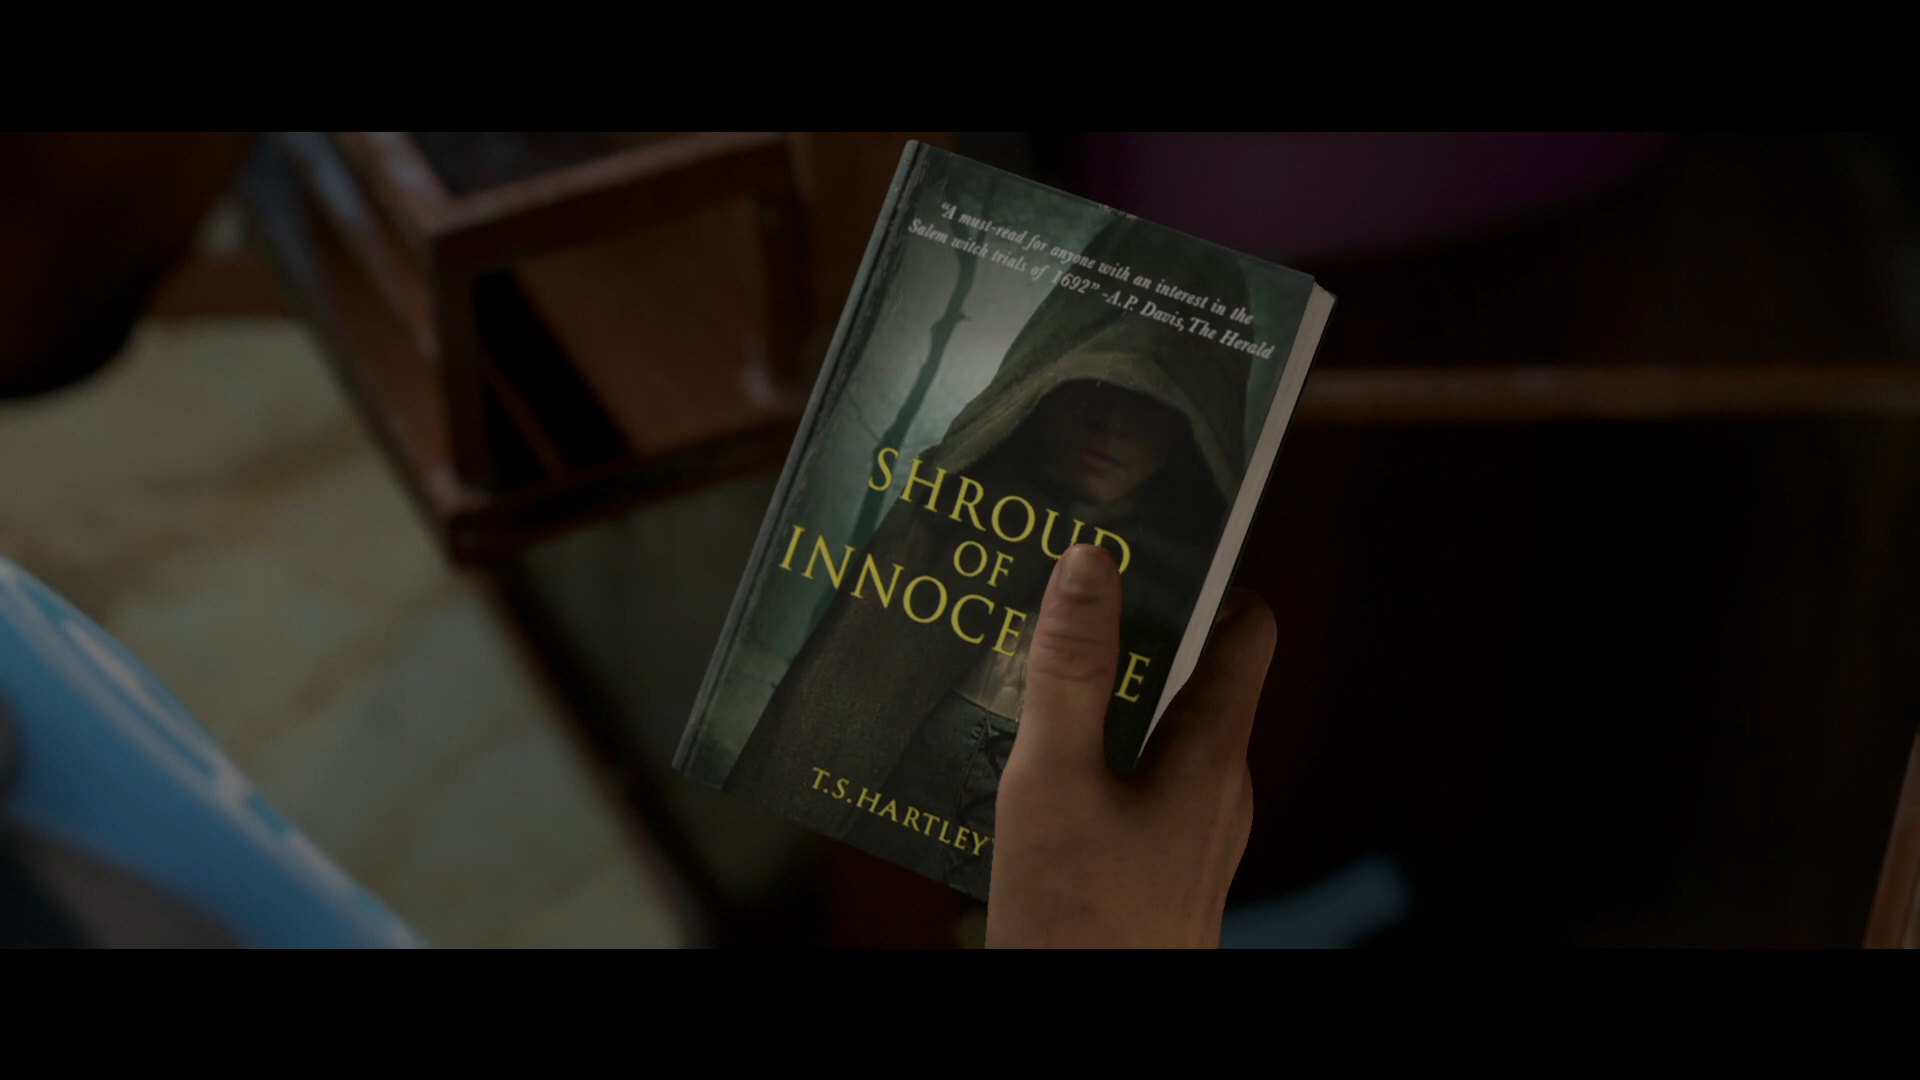 “A must-read for anyone with an interest in the
Salem witch trials of 1692” -A.P. Davis, The Herald
SHROUD
OF
INNOCE E
T.S.HARTLEY